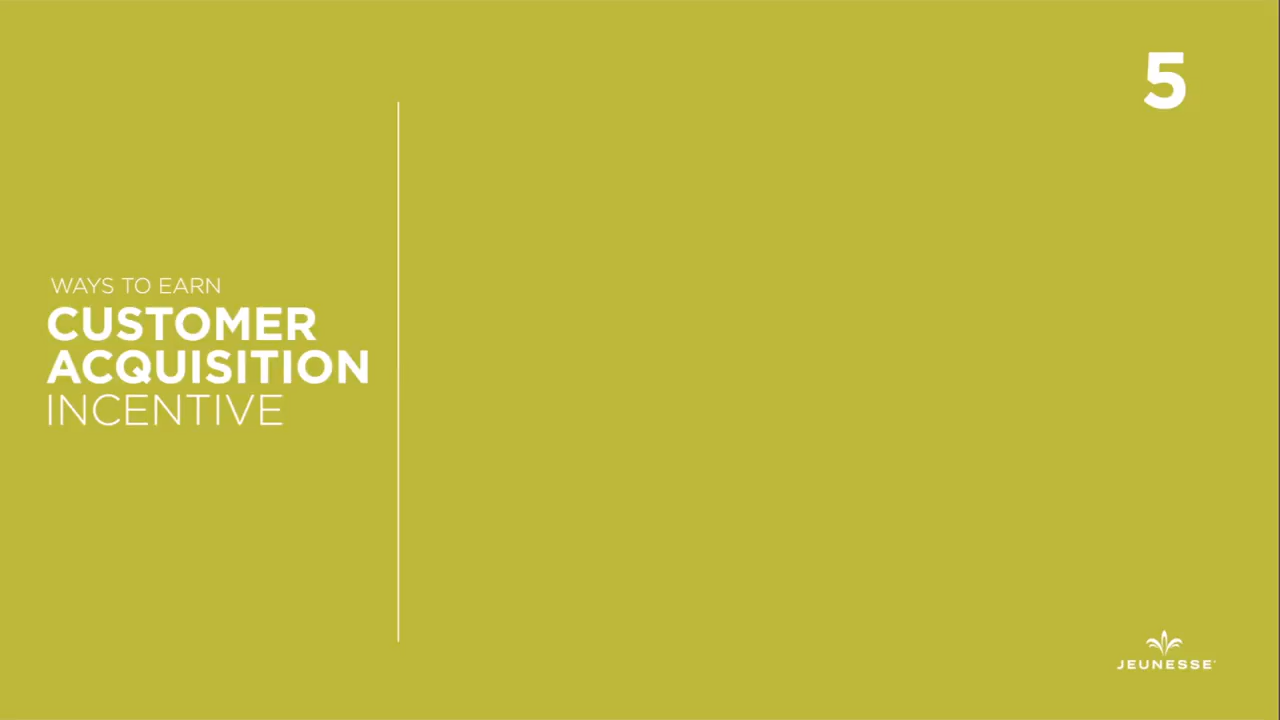 5
WAYS TO EARN
CUSTOMER
ACQUISITION
INCENTIVE
JEUNESSE